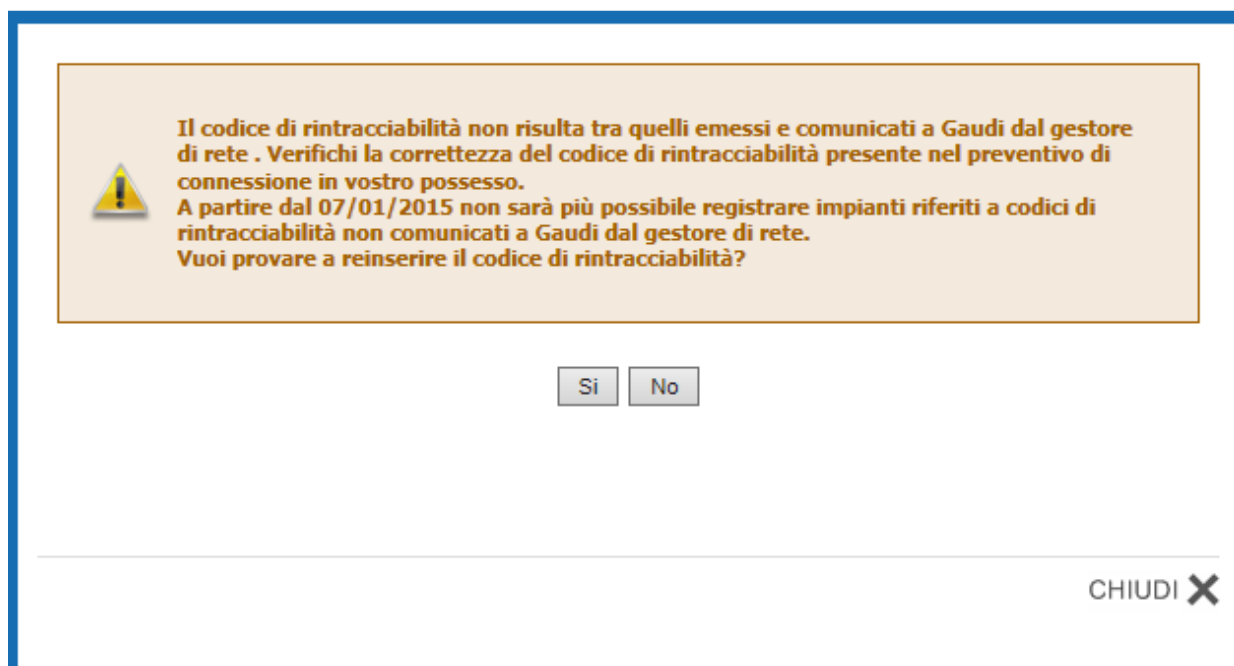 Il codice di rintracciabilità non risulta tra quelli emessi e comunicati a Gaudi dal gestore
di rete . Verifichi la correttezza del codice di rintracciabilità presente nel preventivo di
connessione in vostro possesso.
A partire dal 07/01/2015 non sarà più possibile registrare impianti riferiti a codici di
rintracciabilità non comunicati a Gaudi dal gestore di rete.
Vuoi provare a reinserire il codice di rintracciabilità?
Si No
CHIUDI